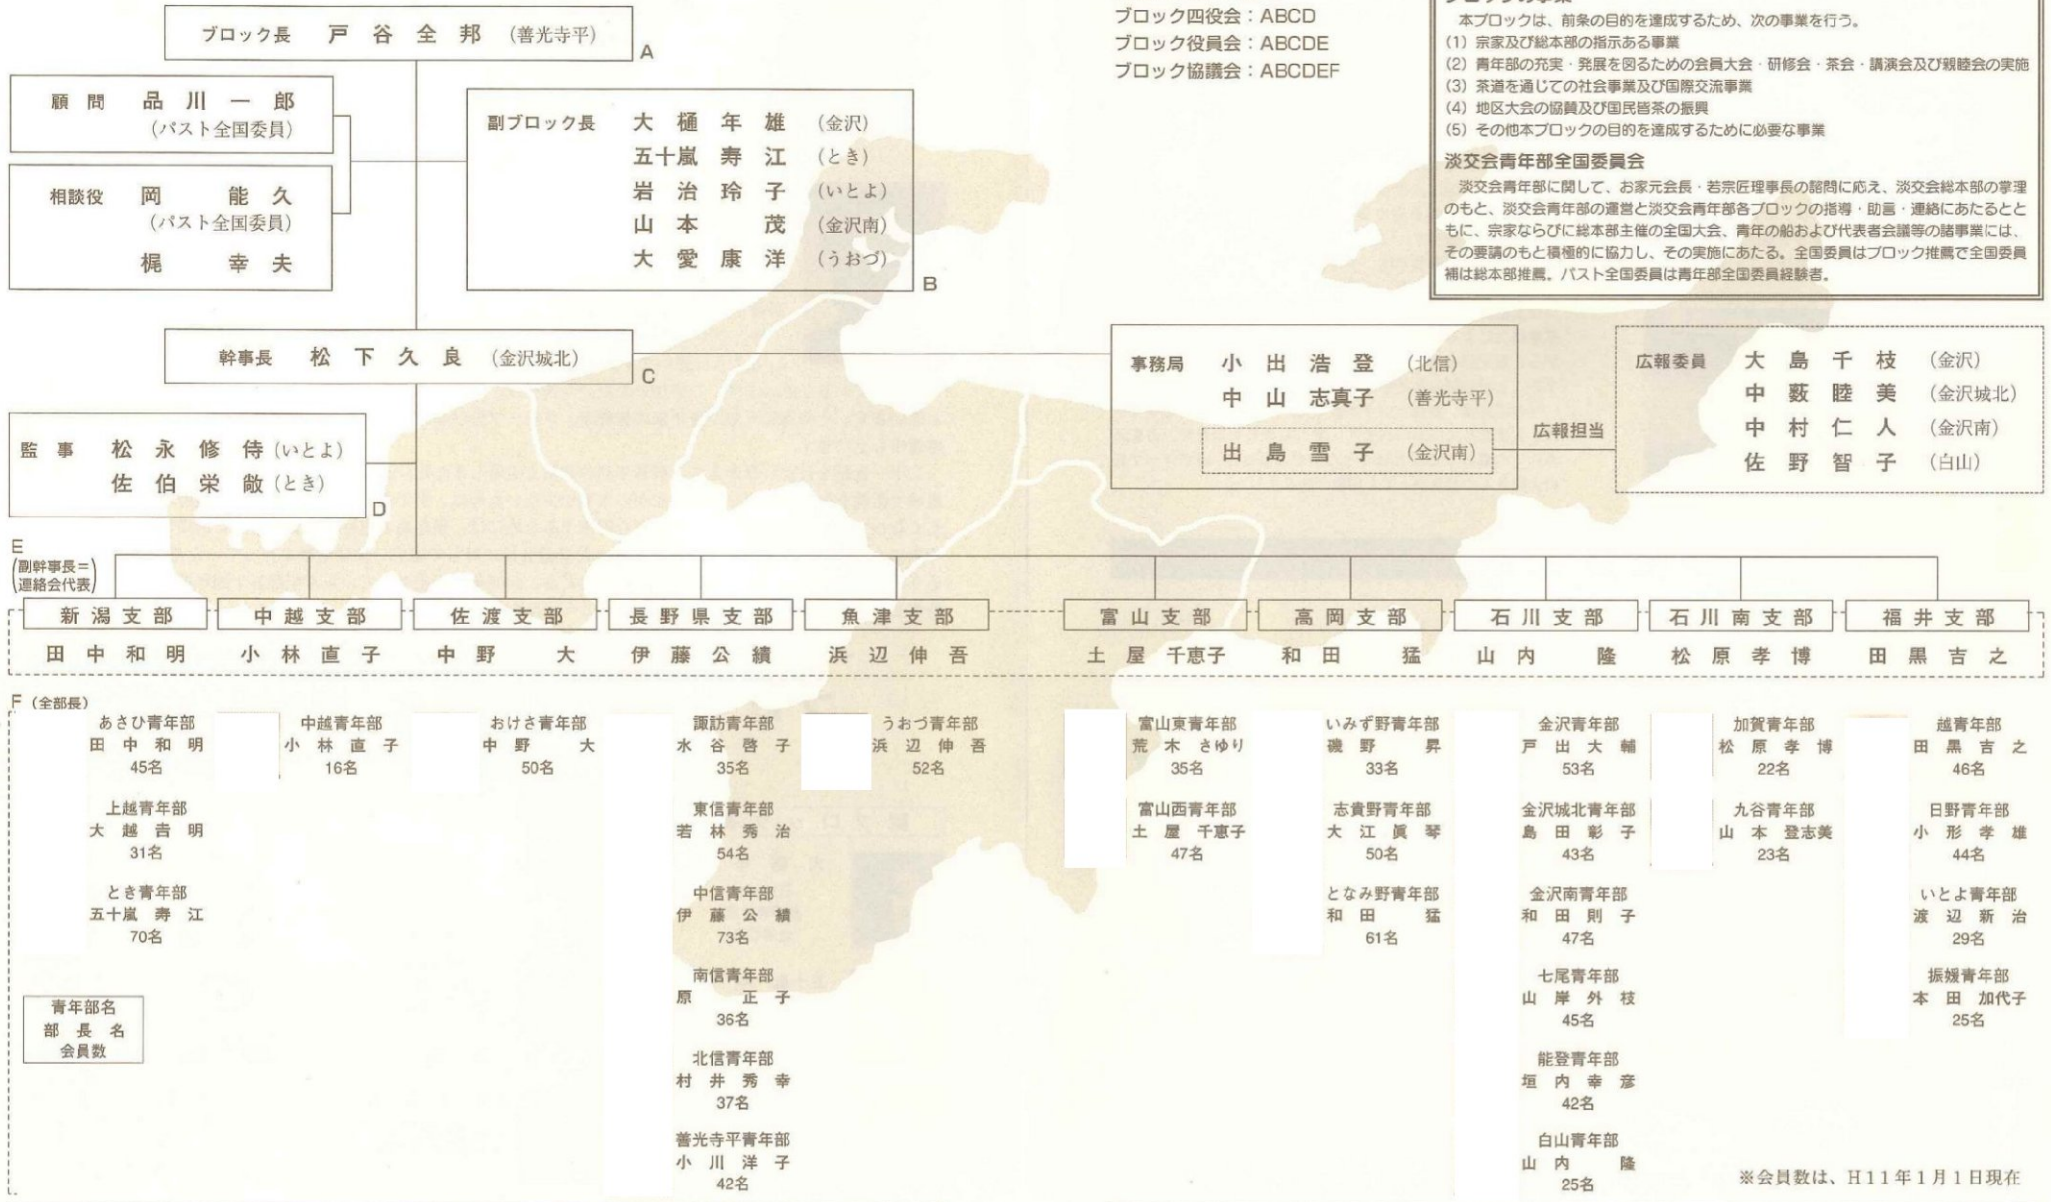 ブロック長 戸谷全邦 (善光寺平)
A
顧問 品川一郎
(パスト全国委員)
相談役 岡 能久
(パスト全国委員)
梶 幸夫
副ブロック長 大樋年雄 (金沢)
五十嵐寿江 (とき)
岩治玲子 (いとよ)
山本 茂 (金沢南)
大愛康洋 (うおづ)
B
ブロック四役会:ABCD
ブロック役員会:ABCDE
ブロック協議会:ABCDEF
本ブロックは、前条の目的を達成するため、次の事業を行う。
(1) 宗家及び総本部の指示ある事業
(2) 青年部の充実・発展を図るための会員大会・研修会・茶会・講演会及び親睦会の実施
(3) 茶道を通じての社会事業及び国際交流事業
(4) 地区大会の協賛及び国民皆茶の振興
(5) その他本ブロックの目的を達成するために必要な事業
淡交会青年部全国委員会
淡交会青年部に関して、お家元会長・若宗匠理事長の諮問に応え、淡交会総本部の掌理
のもと、淡交会青年部の運営と淡交会青年部各ブロックの指導・助言・連絡にあたるとと
もに、宗家ならびに総本部主催の全国大会、青年の船および代表者会議等の諸事業には、
その要請のもと積極的に協力し、その実施にあたる。全国委員はブロック推薦で全国委員
補は総本部推薦。パスト全国委員は青年部全国委員経験者。
幹事長 松下久良 (金沢城北)
C
事務局 小出浩登 (北信)
中山志真子 (善光寺平)
出島雪子 (金沢南)
広報担当
広報委員 大島千枝 (金沢)
中薮睦美 (金沢城北)
中村仁人 (金沢南)
佐野智子 (白山)
監事 松永修侍 (いとよ)
佐伯栄敞 (とき)
D
E
(副幹事長=
連絡会代表)
新潟支部 中越支部 佐渡支部 長野県支部 魚津支部 富山支部 高岡支部 石川支部 石川南支部 福井支部
田中和明 小林直子 中野 大 伊藤公績 浜辺伸吾 土屋千恵子 和田 猛 山内 隆 松原孝博 田黒吉之
F (全部長)
あさひ青年部
田中和明
45名
上越青年部
大越吉明
31名
とき青年部
五十嵐寿江
70名
中越青年部
小林直子
16名
おけさ青年部
中野 大
50名
諏訪青年部
水谷啓子
35名
東信青年部
若林秀治
54名
中信青年部
伊藤公績
73名
南信青年部
原 正子
36名
北信青年部
村井秀幸
37名
善光寺平青年部
小川洋子
42名
うおづ青年部
浜辺伸吾
52名
富山東青年部
荒木さゆり
35名
富山西青年部
土屋千恵子
47名
いみず野青年部
磯野 昇
33名
志貴野青年部
大江眞琴
50名
となみ野青年部
和田 猛
61名
金沢青年部
戸出大輔
53名
金沢城北青年部
島田彰子
43名
金沢南青年部
和田則子
47名
七尾青年部
山岸外枝
45名
能登青年部
垣内幸彦
42名
白山青年部
山内 隆
25名
加賀青年部
松原孝博
22名
九谷青年部
山本登志美
23名
越青年部
田黒吉之
46名
日野青年部
小形孝雄
44名
いとよ青年部
渡辺新治
29名
振媛青年部
本田加代子
25名
青年部名
部長名
会員数
※会員数は、H11年1月1日現在